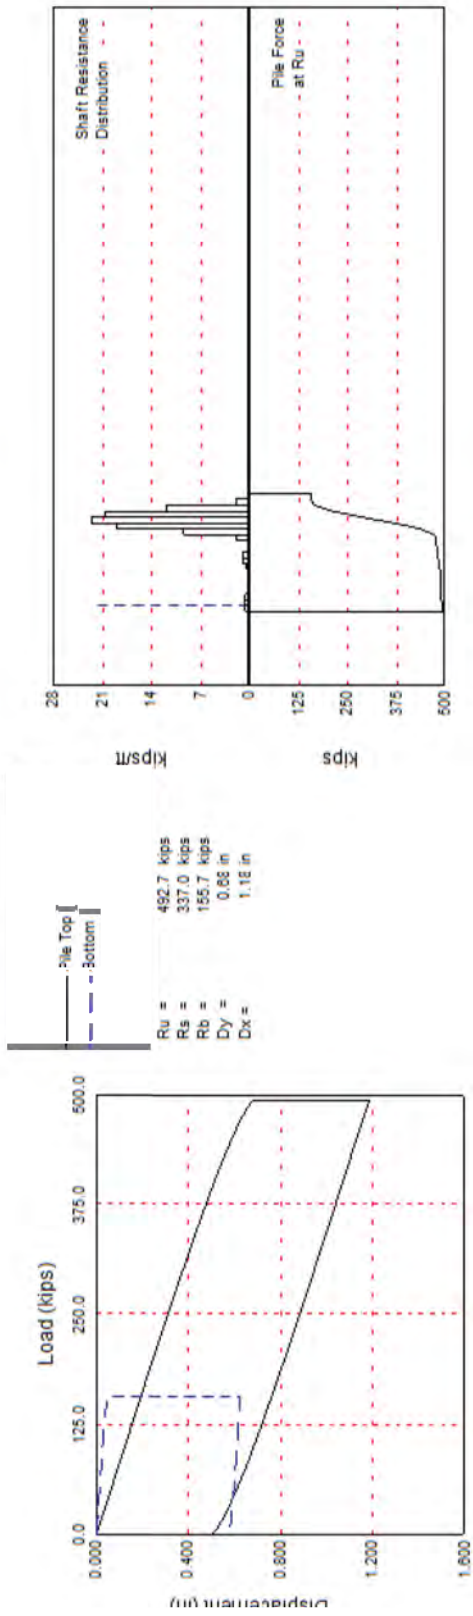 Load (kips)
0.0
125.0
250.0
375.0
500.0
0.000
0.400
0.800
1.200
1.600
Displacement (in)
Pile Top
Bottom
Ru = 492.7 kips
Rs = 337.0 kips
Rb = 155.7 kips
Dy = 0.68 in
Dx = 1.18 in
28
21
14
7
0
125
250
375
500
kips/ft
kips
Shaft Resistance
Distribution
Pile Force
at Ru